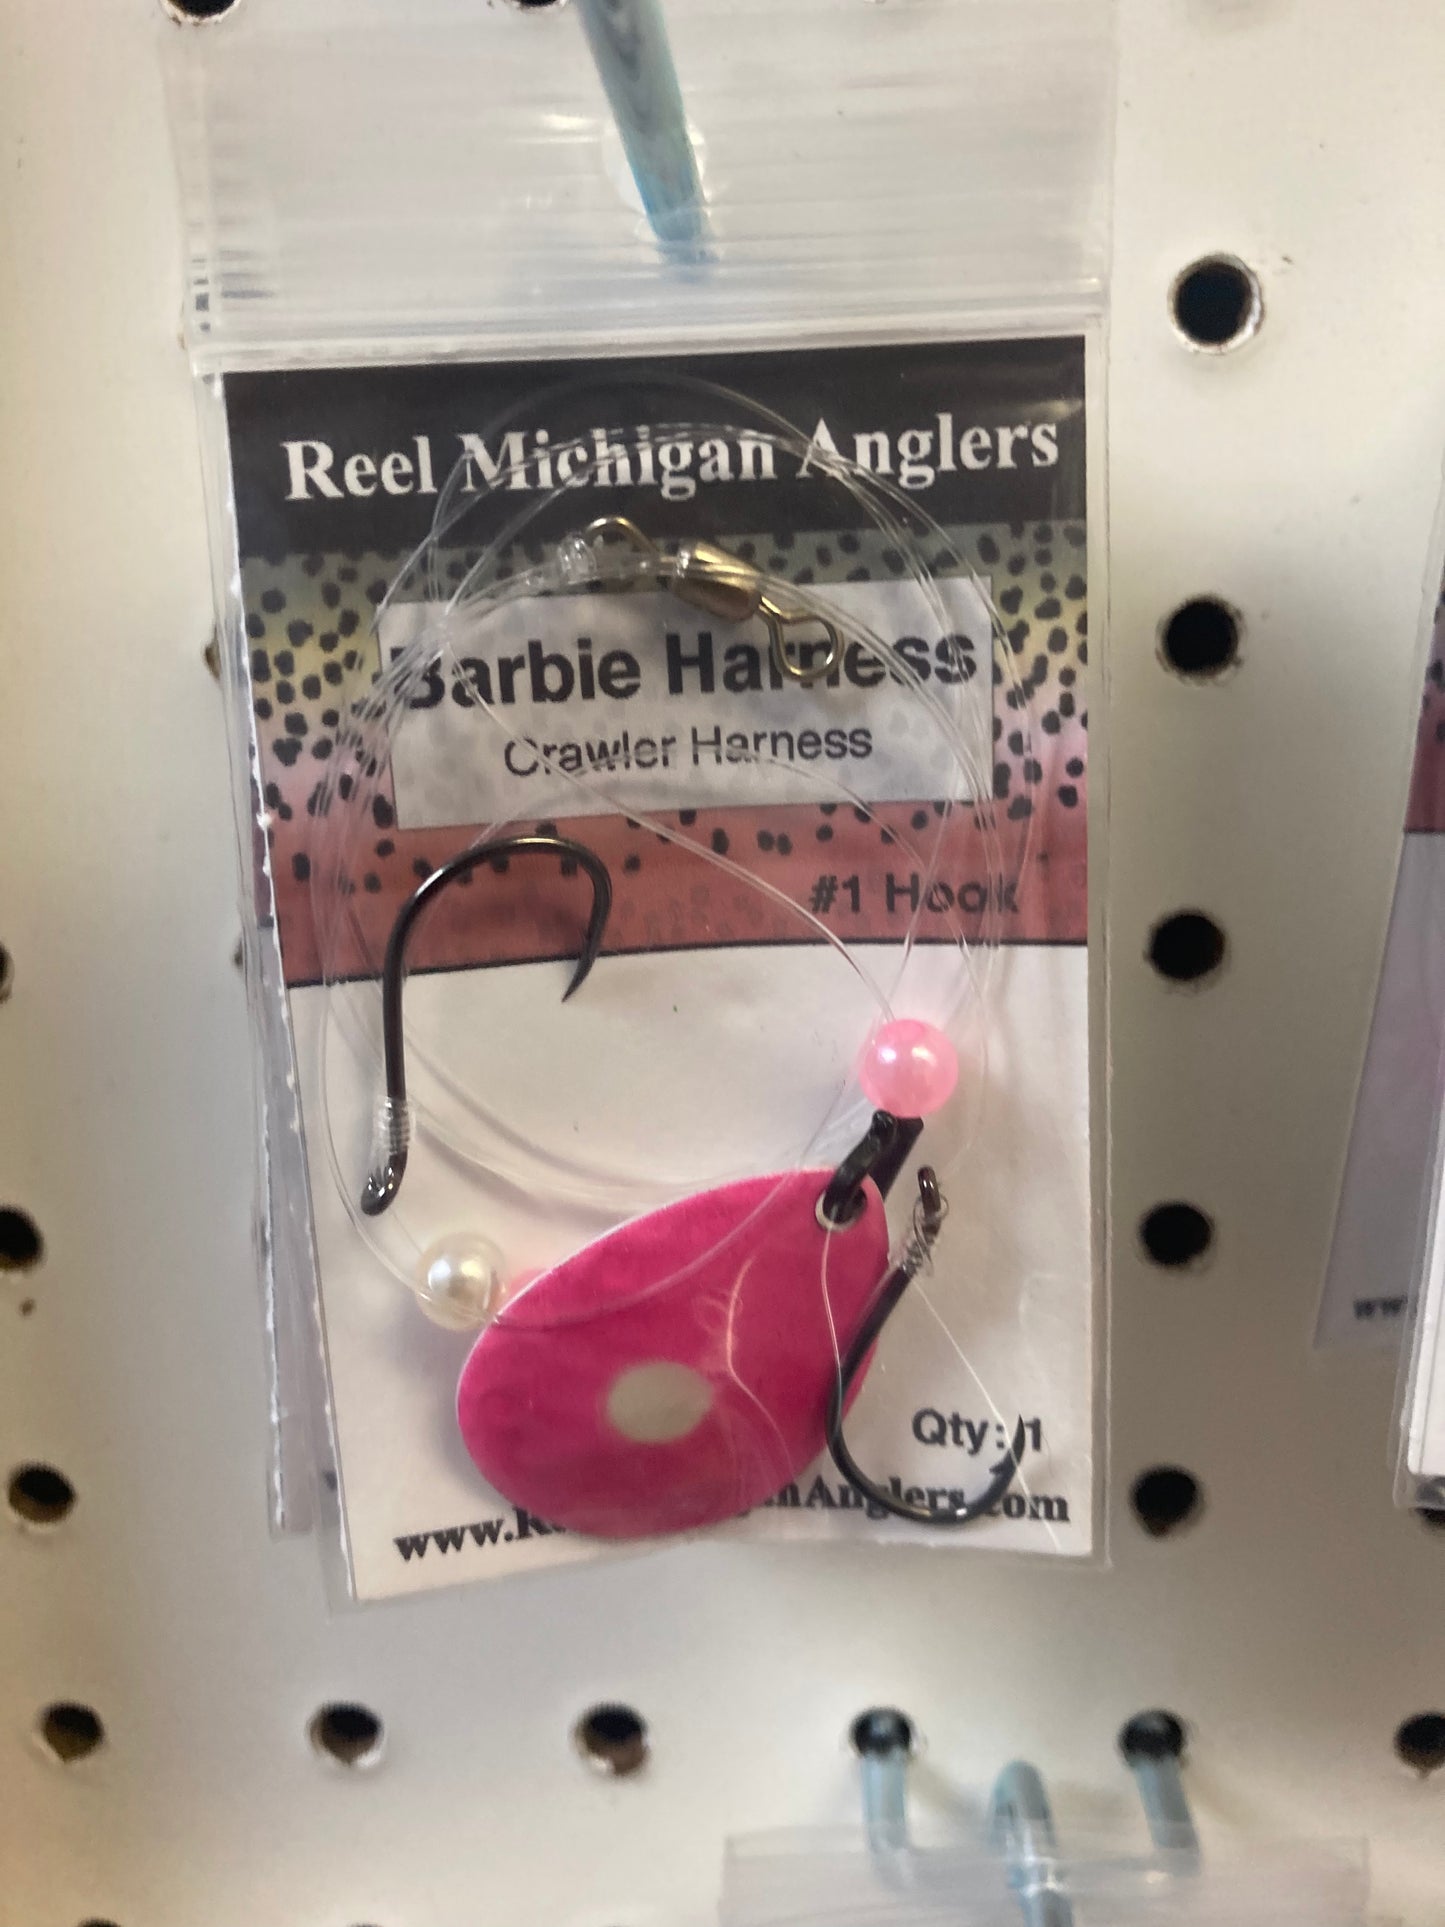 Reel Michigan Anglers
Barbie Harness
Crawler Harness
#1 Hook
Qty: 1